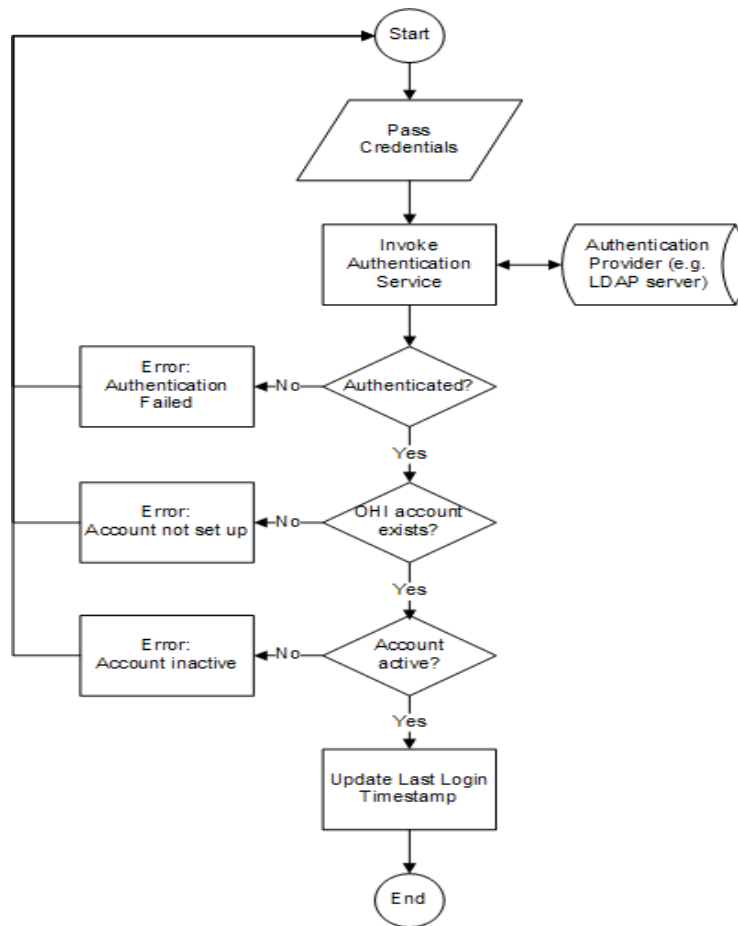 Start
Pass
Credentials
Invoke
Authentication
Service
Authentication
Provider (e.g.
LDAP server)
Error:
Authentication
Failed
No
Authenticated?
Yes
Error:
Account not set up
No
OHI account
exists?
Yes
Error:
Account inactive
No
Account
active?
Yes
Update Last Login
Timestamp
End